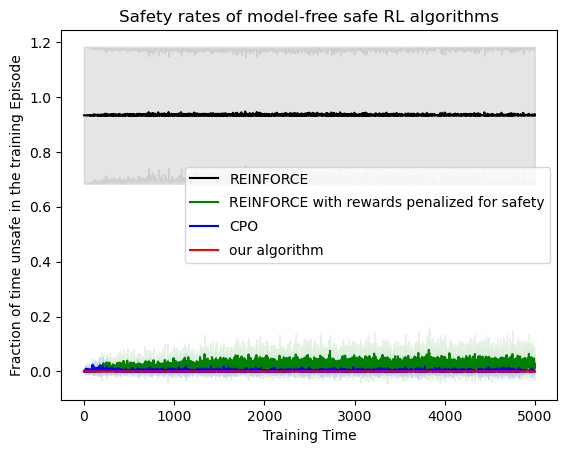 Safety rates of model-free safe RL algorithms
Fraction of time unsafe in the training Episode
1.2
1.0
0.8
0.6
0.4
0.2
0.0
REINFORCE
REINFORCE with rewards penalized for safety
CPO
our algorithm
0
1000
2000
3000
4000
5000
Training Time